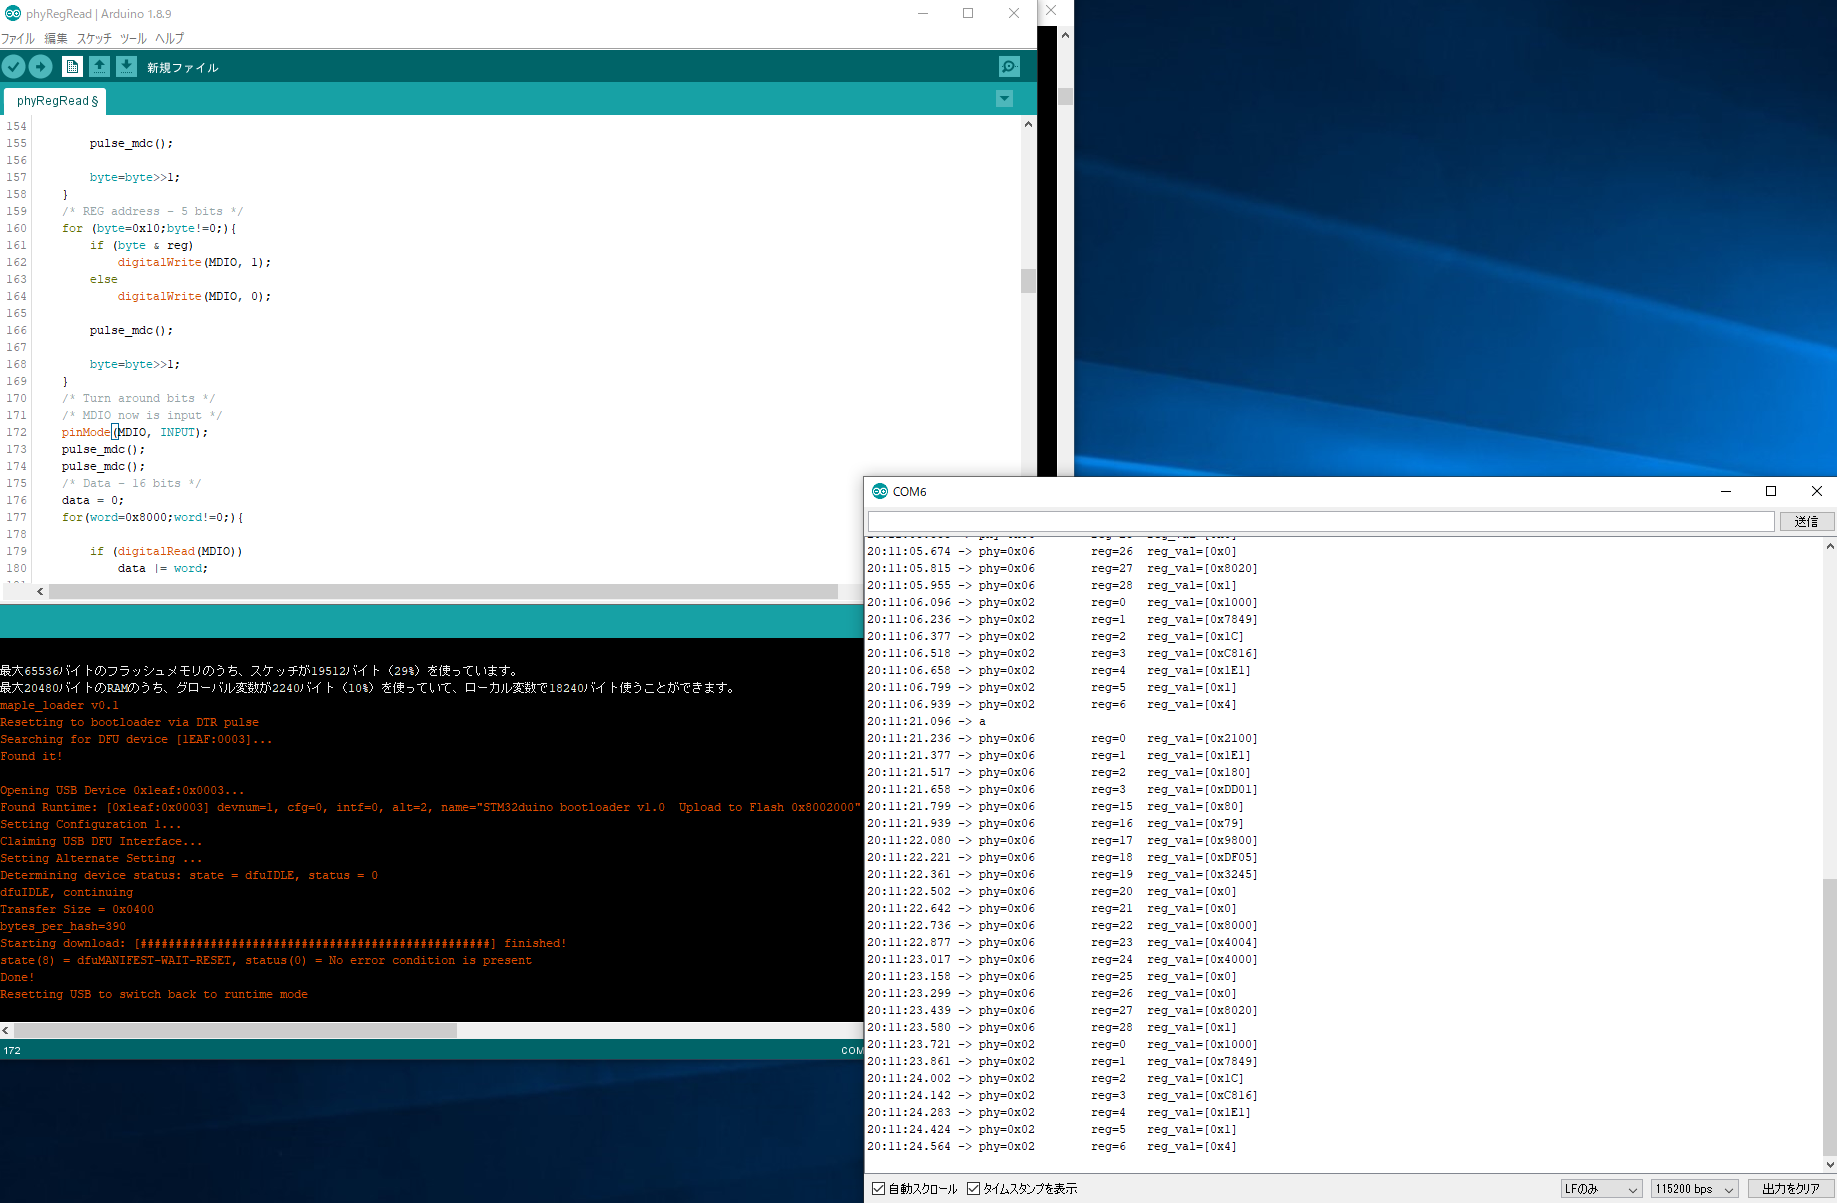 phyRegRead | Arduino 1.8.9
ファイル 編集 スケッチ ツール ヘルプ
新規ファイル
phyRegRead §
154
155 pulse_mdc();
156
157 byte=byte>>1;
158 }
159 /* REG address - 5 bits */
160 for (byte=0x10;byte!=0;){
161 if (byte & reg)
162 digitalWrite(MDIO, 1);
163 else
164 digitalWrite(MDIO, 0);
165
166 pulse_mdc();
167
168 byte=byte>>1;
169 }
170 /* Turn around bits */
171 /* MDIO now is input */
172 pinMode(MDIO, INPUT);
173 pulse_mdc();
174 pulse_mdc();
175 /* Data - 16 bits */
176 data = 0;
177 for(word=0x8000;word!=0;){
178
179 if (digitalRead(MDIO))
180 data |= word;
最大65536バイトのフラッシュメモリのうち、スケッチが19512バイト（29%）を使っています。
最大20480バイトのRAMのうち、グローバル変数が2240バイト（10%）を使っていて、ローカル変数で18240バイト使うことができます。
maple_loader v0.1
Resetting to bootloader via DTR pulse
Searching for DFU device [1EAF:0003]...
Found it!
Opening USB Device 0x1eaf:0x0003...
Found Runtime: [0x1eaf:0x0003] devnum=1, cfg=0, intf=0, alt=2, name="STM32duino bootloader v1.0  Upload to Flash 0x8002000"
Setting Configuration 1...
Claiming USB DFU Interface...
Setting Alternate Setting ...
Determining device status: state = dfuIDLE, status = 0
dfuIDLE, continuing
Transfer Size = 0x0400
bytes_per_hash=390
Starting download: [##################################################] finished!
state(8) = dfuMANIFEST-WAIT-RESET, status(0) = No error condition is present
Done!
Resetting USB to switch back to runtime mode
172
COM
COM6
送信
20:11:05.674 -> phy=0x06 reg=26 reg_val=[0x0]
20:11:05.815 -> phy=0x06 reg=27 reg_val=[0x8020]
20:11:05.955 -> phy=0x06 reg=28 reg_val=[0x1]
20:11:06.096 -> phy=0x02 reg=0 reg_val=[0x1000]
20:11:06.236 -> phy=0x02 reg=1 reg_val=[0x7849]
20:11:06.377 -> phy=0x02 reg=2 reg_val=[0x1C]
20:11:06.518 -> phy=0x02 reg=3 reg_val=[0xC816]
20:11:06.658 -> phy=0x02 reg=4 reg_val=[0x1E1]
20:11:06.799 -> phy=0x02 reg=5 reg_val=[0x1]
20:11:06.939 -> phy=0x02 reg=6 reg_val=[0x4]
20:11:21.096 -> a
20:11:21.236 -> phy=0x06 reg=0 reg_val=[0x2100]
20:11:21.377 -> phy=0x06 reg=1 reg_val=[0x1E1]
20:11:21.517 -> phy=0x06 reg=2 reg_val=[0x180]
20:11:21.658 -> phy=0x06 reg=3 reg_val=[0xDD01]
20:11:21.799 -> phy=0x06 reg=15 reg_val=[0x80]
20:11:21.939 -> phy=0x06 reg=16 reg_val=[0x79]
20:11:22.080 -> phy=0x06 reg=17 reg_val=[0x9800]
20:11:22.221 -> phy=0x06 reg=18 reg_val=[0xDF05]
20:11:22.361 -> phy=0x06 reg=19 reg_val=[0x3245]
20:11:22.502 -> phy=0x06 reg=20 reg_val=[0x0]
20:11:22.642 -> phy=0x06 reg=21 reg_val=[0x0]
20:11:22.736 -> phy=0x06 reg=22 reg_val=[0x8000]
20:11:22.877 -> phy=0x06 reg=23 reg_val=[0x4004]
20:11:23.017 -> phy=0x06 reg=24 reg_val=[0x4000]
20:11:23.158 -> phy=0x06 reg=25 reg_val=[0x0]
20:11:23.299 -> phy=0x06 reg=26 reg_val=[0x0]
20:11:23.439 -> phy=0x06 reg=27 reg_val=[0x8020]
20:11:23.580 -> phy=0x06 reg=28 reg_val=[0x1]
20:11:23.721 -> phy=0x02 reg=0 reg_val=[0x1000]
20:11:23.861 -> phy=0x02 reg=1 reg_val=[0x7849]
20:11:24.002 -> phy=0x02 reg=2 reg_val=[0x1C]
20:11:24.142 -> phy=0x02 reg=3 reg_val=[0xC816]
20:11:24.283 -> phy=0x02 reg=4 reg_val=[0x1E1]
20:11:24.424 -> phy=0x02 reg=5 reg_val=[0x1]
20:11:24.564 -> phy=0x02 reg=6 reg_val=[0x4]
自動スクロール タイムスタンプを表示 LFのみ 115200 bps 出力をクリア